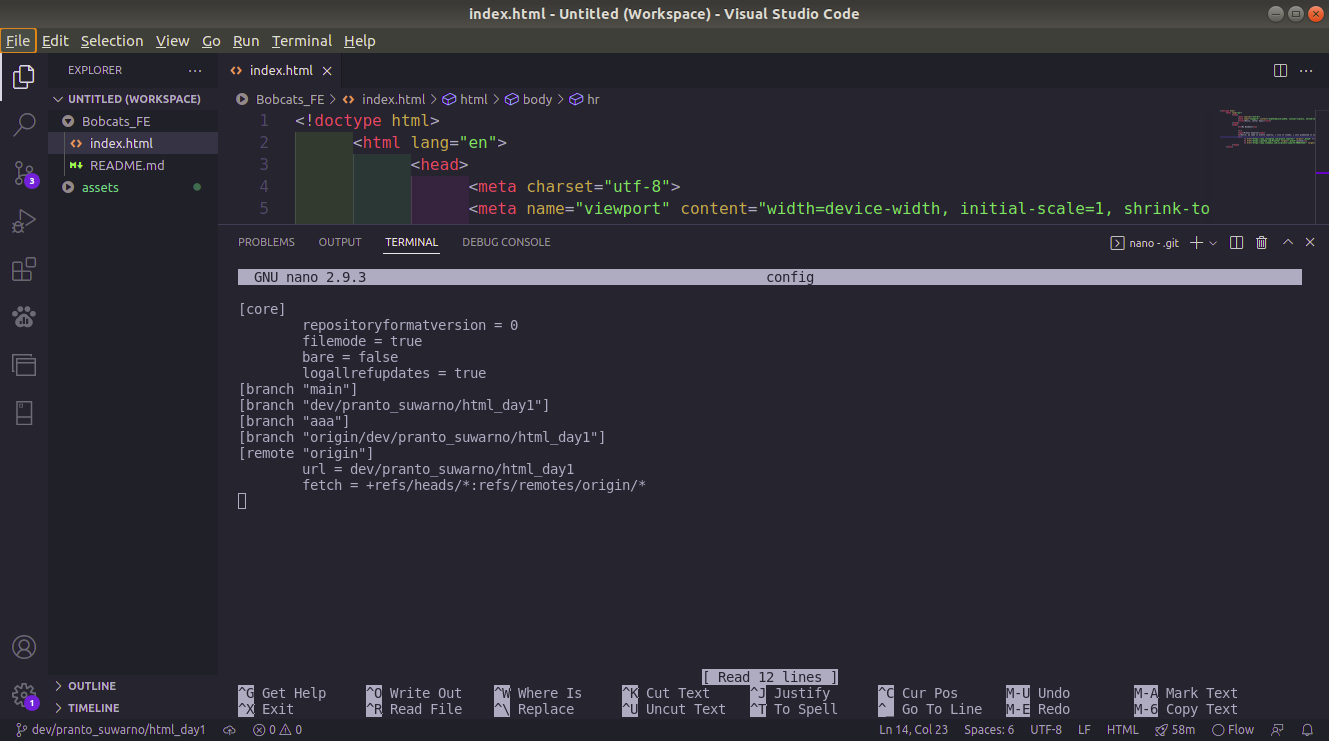 index.html - Untitled (Workspace) - Visual Studio Code
File Edit Selection View Go Run Terminal Help
EXPLORER ...
UNTITLED (WORKSPACE)
Bobcats_FE
index.html
README.md
assets
3
OUTLINE
TIMELINE
1
index.html
Bobcats_FE > index.html > html > body > hr
1 <!doctype html>
2 <html lang="en">
3 <head>
4 <meta charset="utf-8">
5 <meta name="viewport" content="width=device-width, initial-scale=1, shrink-to
PROBLEMS OUTPUT TERMINAL DEBUG CONSOLE
nano - .git
GNU nano 2.9.3 config
[core]
repositoryformatversion = 0
filemode = true
bare = false
logallrefupdates = true
[branch "main"]
[branch "dev/pranto_suwarno/html_day1"]
[branch "aaa"]
[branch "origin/dev/pranto_suwarno/html_day1"]
[remote "origin"]
url = dev/pranto_suwarno/html_day1
fetch = +refs/heads/*:refs/remotes/origin/*
[ Read 12 lines ]
^G Get Help ^O Write Out ^W Where Is ^K Cut Text ^J Justify ^C Cur Pos M-U Undo M-A Mark Text
^X Exit ^R Read File ^\ Replace ^U Uncut Text ^T To Spell ^_ Go To Line M-E Redo M-6 Copy Text
dev/pranto_suwarno/html_day1 0 0 Ln 14, Col 23 Spaces: 6 UTF-8 LF HTML 58m Flow